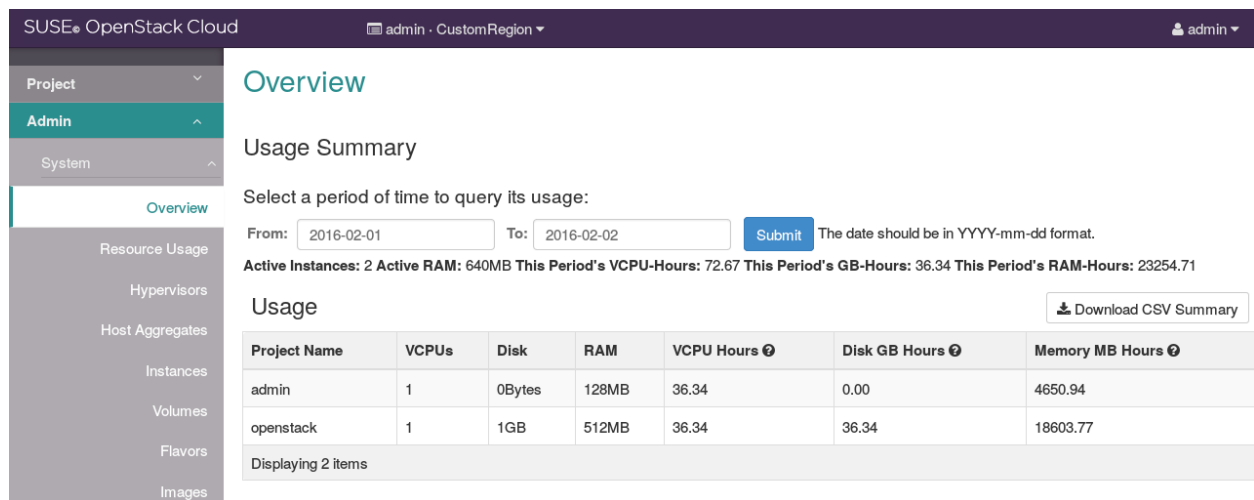 SUSE® OpenStack Cloud
admin · CustomRegion
admin
Project
Admin
System
Overview
Resource Usage
Hypervisors
Host Aggregates
Instances
Volumes
Flavors
Images
Overview
Usage Summary
Select a period of time to query its usage:
From: 2016-02-01 To: 2016-02-02 Submit The date should be in YYYY-mm-dd format.
Active Instances: 2 Active RAM: 640MB This Period's VCPU-Hours: 72.67 This Period's GB-Hours: 36.34 This Period's RAM-Hours: 23254.71
Usage
Download CSV Summary
Project Name VCPUs Disk RAM VCPU Hours Disk GB Hours Memory MB Hours
admin 1 0Bytes 128MB 36.34 0.00 4650.94
openstack 1 1GB 512MB 36.34 36.34 18603.77
Displaying 2 items